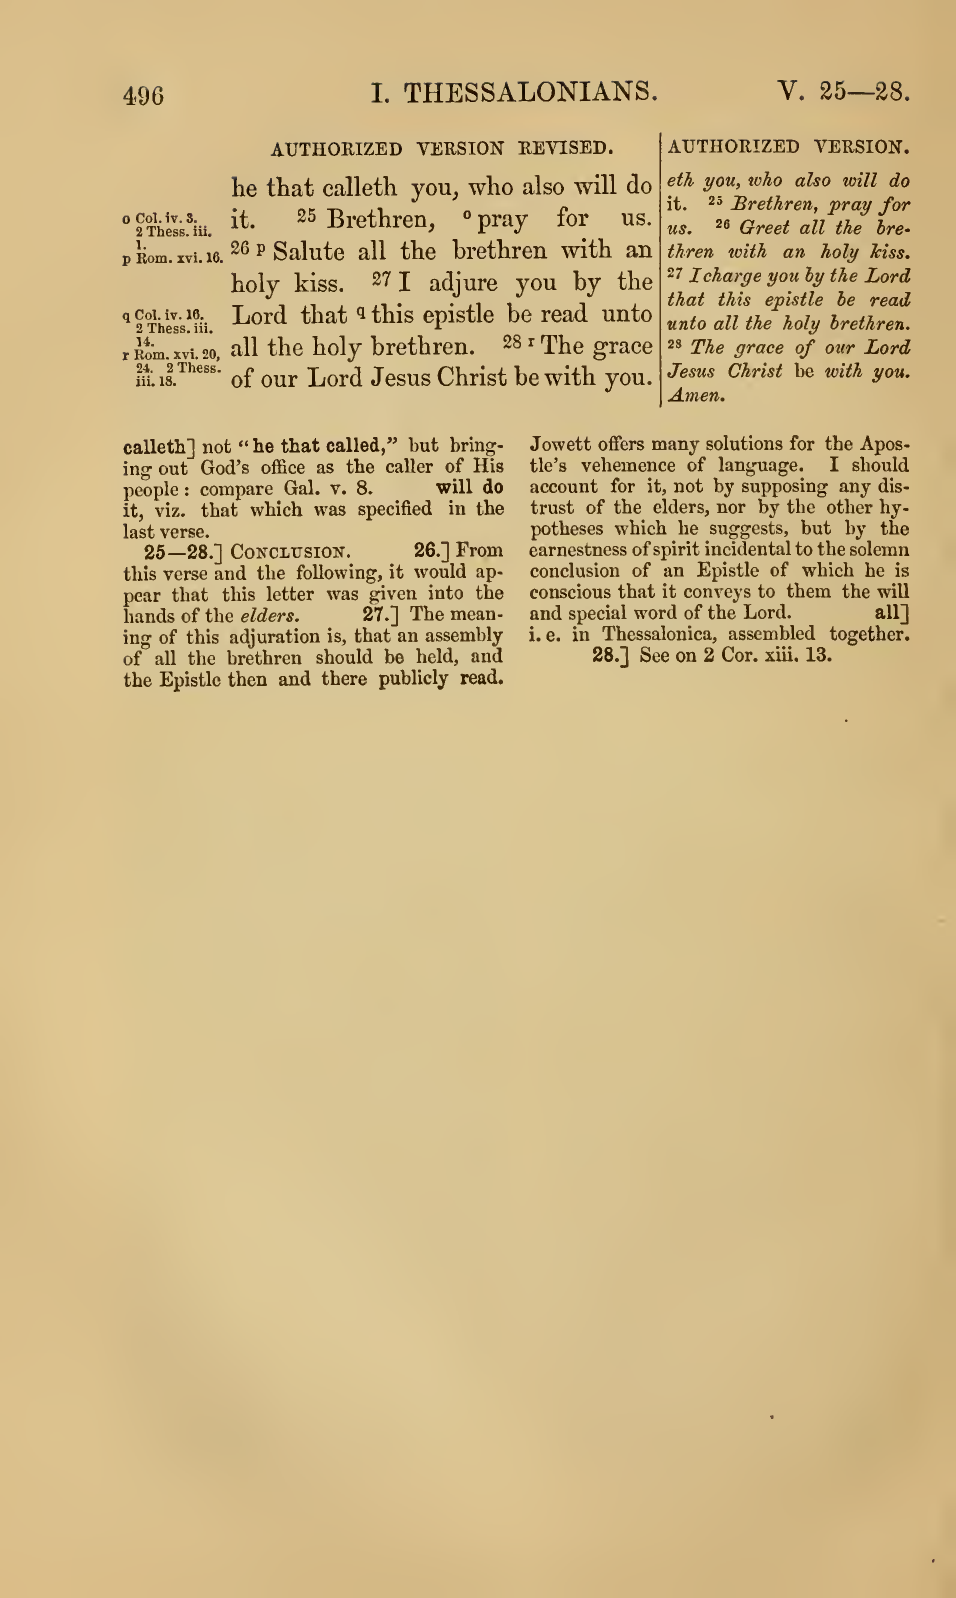 496 I. THESSALONIANS. V. 25—28.
AUTHORIZED VERSION REVISED.
he that calleth you, who also will do
it. 25 Brethren, o pray for us.
26 p Salute all the brethren with an
holy kiss. 27 I adjure you by the
Lord that q this epistle be read unto
all the holy brethren. 28 r The grace
of our Lord Jesus Christ be with you.
o Col. iv. 3.
2 Thess. iii.
1.
p Rom. xvi. 16.
q Col. iv. 16.
2 Thess. iii.
14.
r Rom. xvi. 20,
24. 2 Thess.
iii. 18.
AUTHORIZED VERSION.
eth you, who also will do
it. 25 Brethren, pray for
us. 26 Greet all the bre-
thren with an holy kiss.
27 I charge you by the Lord
that this epistle be read
unto all the holy brethren.
28 The grace of our Lord
Jesus Christ be with you.
Amen.
calleth] not "he that called," but bring-
ing out God's office as the caller of His
people: compare Gal. v. 8. will do
it, viz. that which was specified in the
last verse.
25—28.] CONCLUSION. 26.] From
this verse and the following, it would ap-
pear that this letter was given into the
hands of the elders. 27.] The mean-
ing of this adjuration is, that an assembly
of all the brethren should be held, and
the Epistle then and there publicly read.
Jowett offers many solutions for the Apos-
tle's vehemence of language. I should
account for it, not by supposing any dis-
trust of the elders, nor by the other hy-
potheses which he suggests, but by the
earnestness of spirit incidental to the solemn
conclusion of an Epistle of which he is
conscious that it conveys to them the will
and special word of the Lord. all]
i. e. in Thessalonica, assembled together.
28.] See on 2 Cor. xiii. 13.